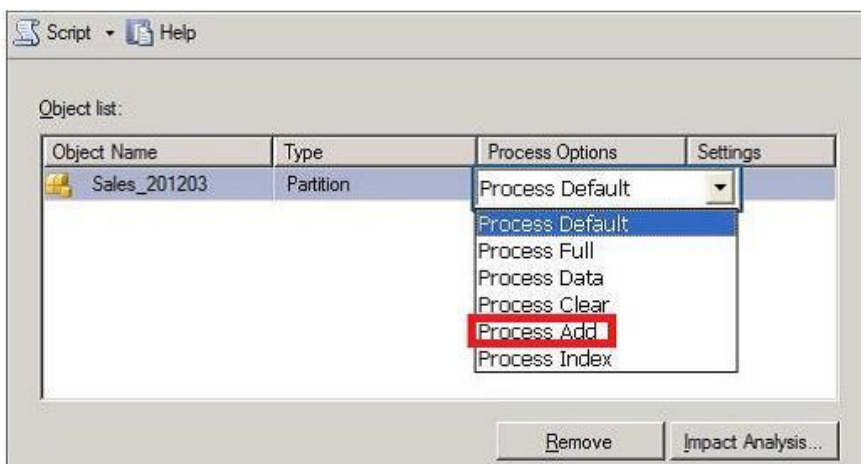 Script Help
Object list:
Object Name Type Process Options Settings
Sales_201203 Partition Process Default
Process Default
Process Full
Process Data
Process Clear
Process Add
Process Index
Remove Impact Analysis...